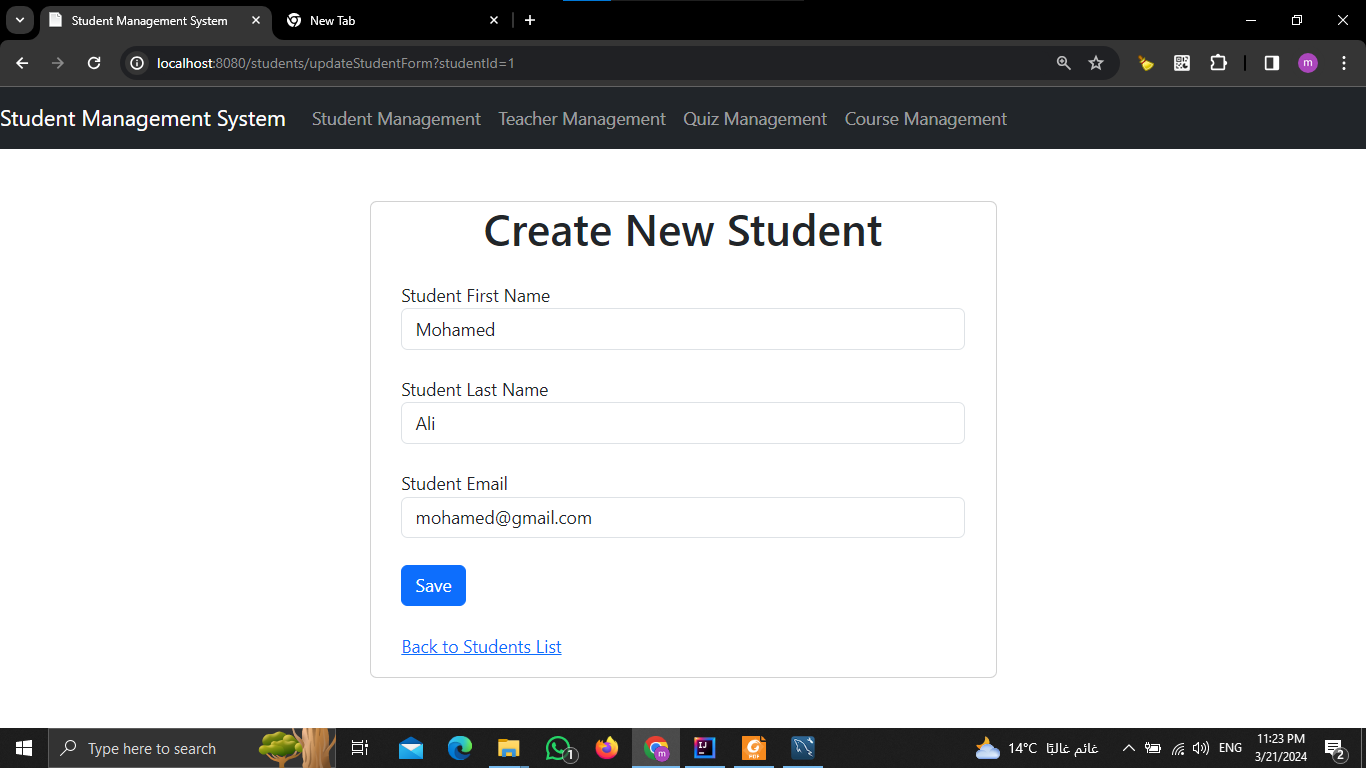 Student Management System
New Tab
localhost:8080/students/updateStudentForm?studentId=1
m
Student Management System Student Management Teacher Management Quiz Management Course Management
Create New Student
Student First Name
Mohamed
Student Last Name
Ali
Student Email
mohamed@gmail.com
Save
Back to Students List
Type here to search
1
m
IJ
PDF
14°C غائم غالبًا
ENG
11:23 PM
3/21/2024
2